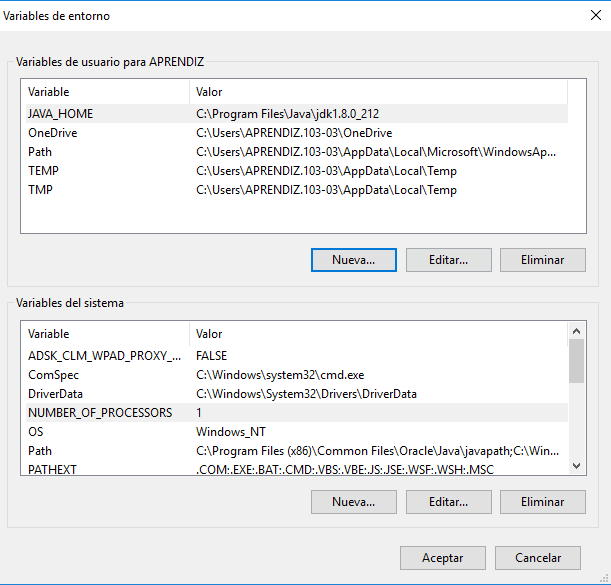 Variables de entorno
Variables de usuario para APRENDIZ
Variable Valor
JAVA_HOME C:\Program Files\Java\jdk1.8.0_212
OneDrive C:\Users\APRENDIZ.103-03\OneDrive
Path C:\Users\APRENDIZ.103-03\AppData\Local\Microsoft\WindowsAp...
TEMP C:\Users\APRENDIZ.103-03\AppData\Local\Temp
TMP C:\Users\APRENDIZ.103-03\AppData\Local\Temp
Nueva... Editar... Eliminar
Variables del sistema
Variable Valor
ADSK_CLM_WPAD_PROXY_... FALSE
ComSpec C:\Windows\system32\cmd.exe
DriverData C:\Windows\System32\Drivers\DriverData
NUMBER_OF_PROCESSORS 1
OS Windows_NT
Path C:\Program Files (x86)\Common Files\Oracle\Java\javapath;C:\Win...
PATHEXT .COM;.EXE;.BAT;.CMD;.VBS;.VBE;.JS;.JSE;.WSF;.WSH;.MSC
Nueva... Editar... Eliminar
Aceptar Cancelar